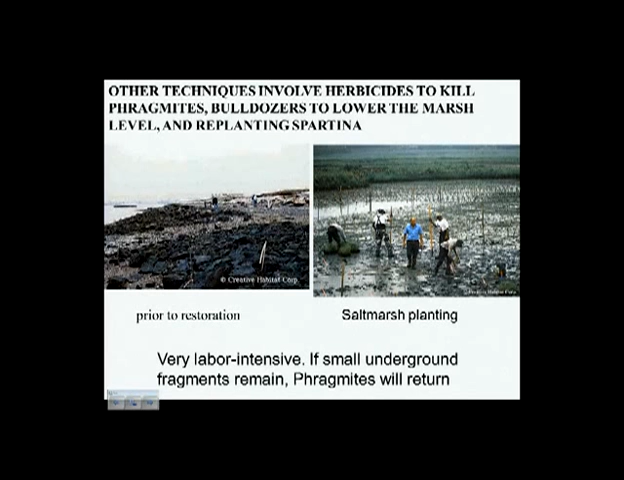 OTHER TECHNIQUES INVOLVE HERBICIDES TO KILL
PHRAGMITES, BULLDOZERS TO LOWER THE MARSH
LEVEL, AND REPLANTING SPARTINA
© Creative Habitat Corp.
prior to restoration
Saltmarsh planting
Very labor-intensive. If small underground
fragments remain, Phragmites will return